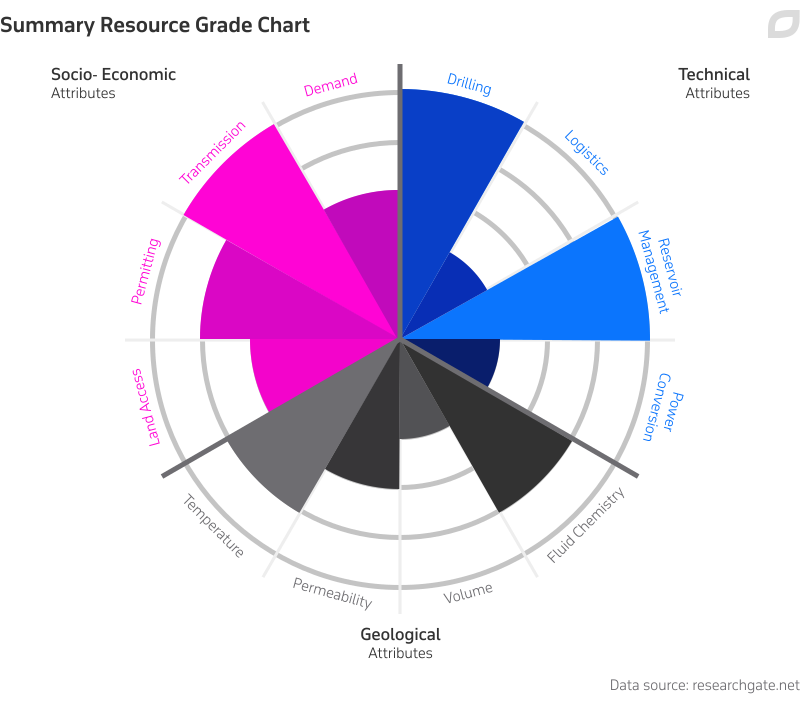 Summary Resource Grade Chart
Socio- Economic
Attributes
Technical
Attributes
Demand
Drilling
Transmission
Logistics
Permitting
Reservoir
Management
Land Access
Power
Conversion
Temperature
Fluid Chemistry
Permeability
Volume
Geological
Attributes
Data source: researchgate.net